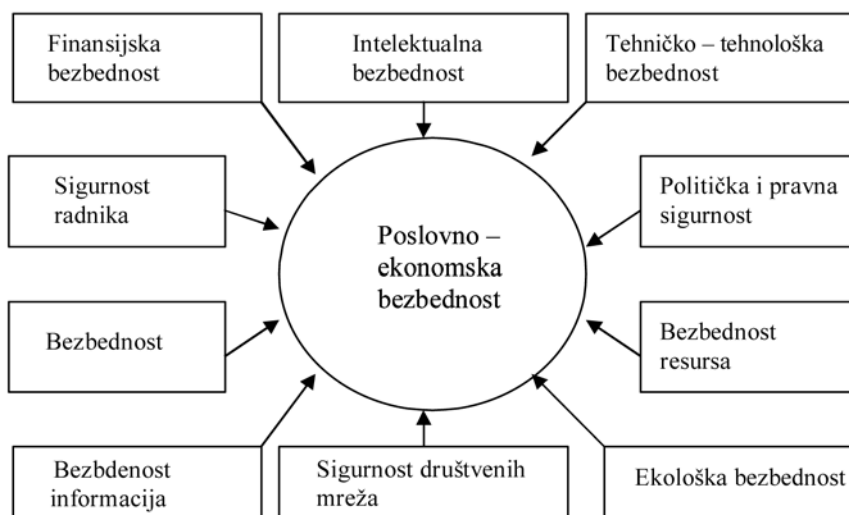 Finansijska
bezbednost
Intelektualna
bezbednost
Tehničko – tehnološka
bezbednost
Sigurnost
radnika
Poslovno –
ekonomska
bezbednost
Politička i pravna
sigurnost
Bezbednost
Bezbednost
resursa
Bezbdenost
informacija
Sigurnost društvenih
mreža
Ekološka bezbednost